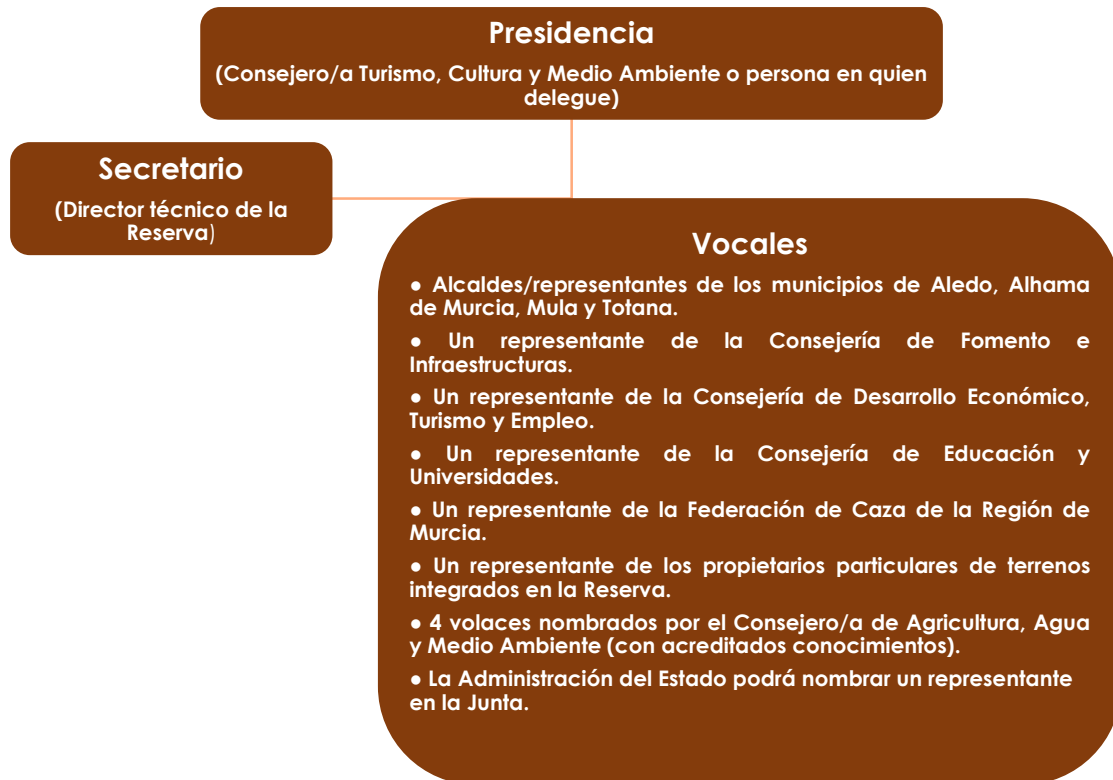 Presidencia
(Consejero/a Turismo, Cultura y Medio Ambiente o persona en quien
delegue)
Secretario
(Director técnico de la
Reserva)
Vocales
● Alcaldes/representantes de los municipios de Aledo, Alhama
de Murcia, Mula y Totana.
● Un representante de la Consejería de Fomento e
Infraestructuras.
● Un representante de la Consejería de Desarrollo Económico,
Turismo y Empleo.
● Un representante de la Consejería de Educación y
Universidades.
● Un representante de la Federación de Caza de la Región de
Murcia.
● Un representante de los propietarios particulares de terrenos
integrados en la Reserva.
● 4 volaces nombrados por el Consejero/a de Agricultura, Agua
y Medio Ambiente (con acreditados conocimientos).
● La Administración del Estado podrá nombrar un representante
en la Junta.